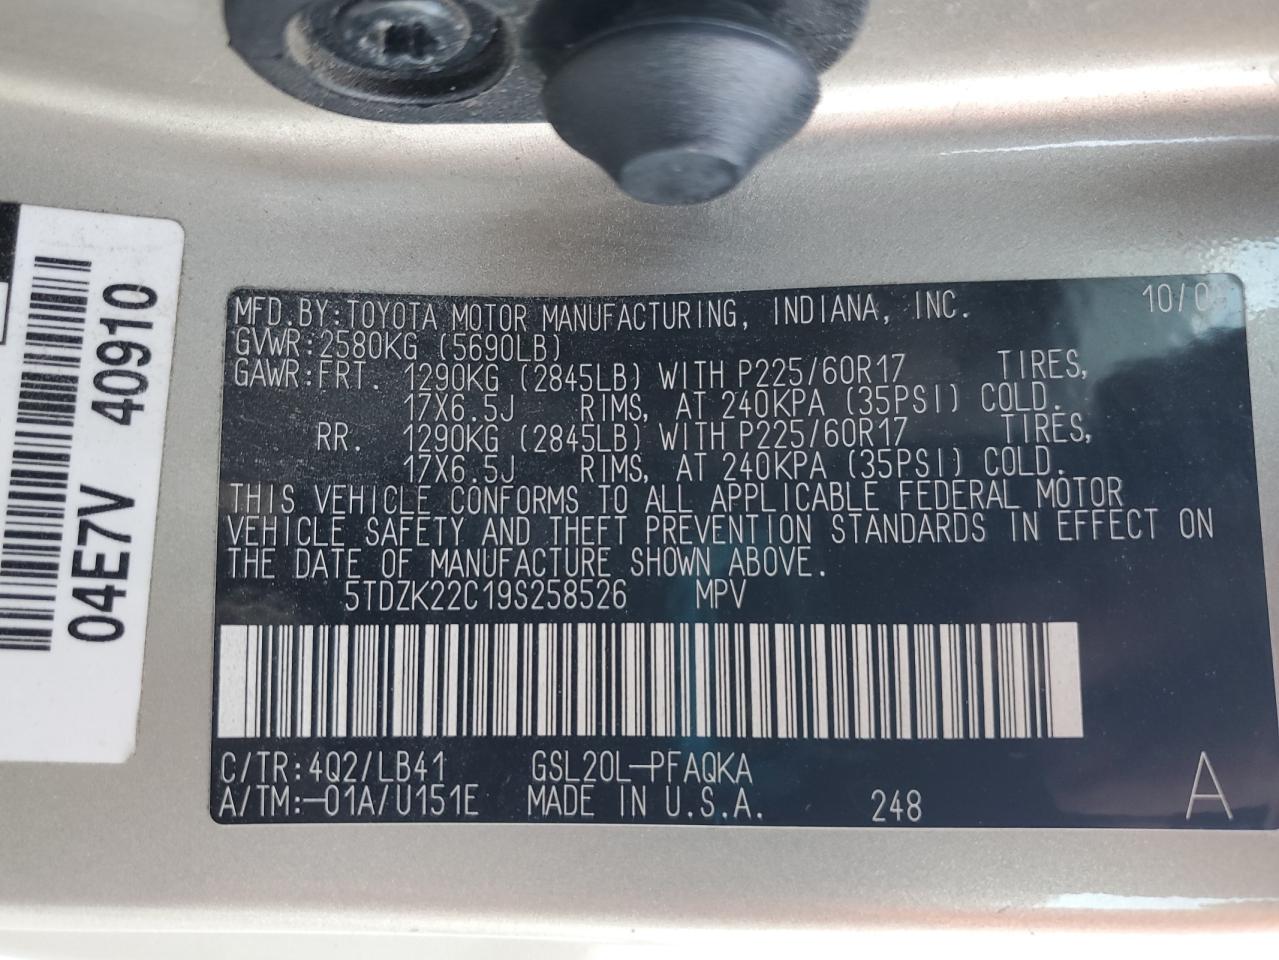 04E7V 40910
MFD. BY: TOYOTA MOTOR MANUFACTURING, INDIANA, INC. 10/0
GVWR: 2580KG (5690LB)
GAWR: FRT. 1290KG (2845LB) WITH P225/60R17 TIRES,
17X6.5J RIMS, AT 240KPA (35PSI) COLD.
RR. 1290KG (2845LB) WITH P225/60R17 TIRES,
17X6.5J RIMS, AT 240KPA (35PSI) COLD.
THIS VEHICLE CONFORMS TO ALL APPLICABLE FEDERAL MOTOR
VEHICLE SAFETY AND THEFT PREVENTION STANDARDS IN EFFECT ON
THE DATE OF MANUFACTURE SHOWN ABOVE.
5TDZK22C19S258526 MPV
C/TR: 4Q2/LB41 GSL20L-PFAQKA
A/TM: -01A/U151E MADE IN U.S.A. 248 A